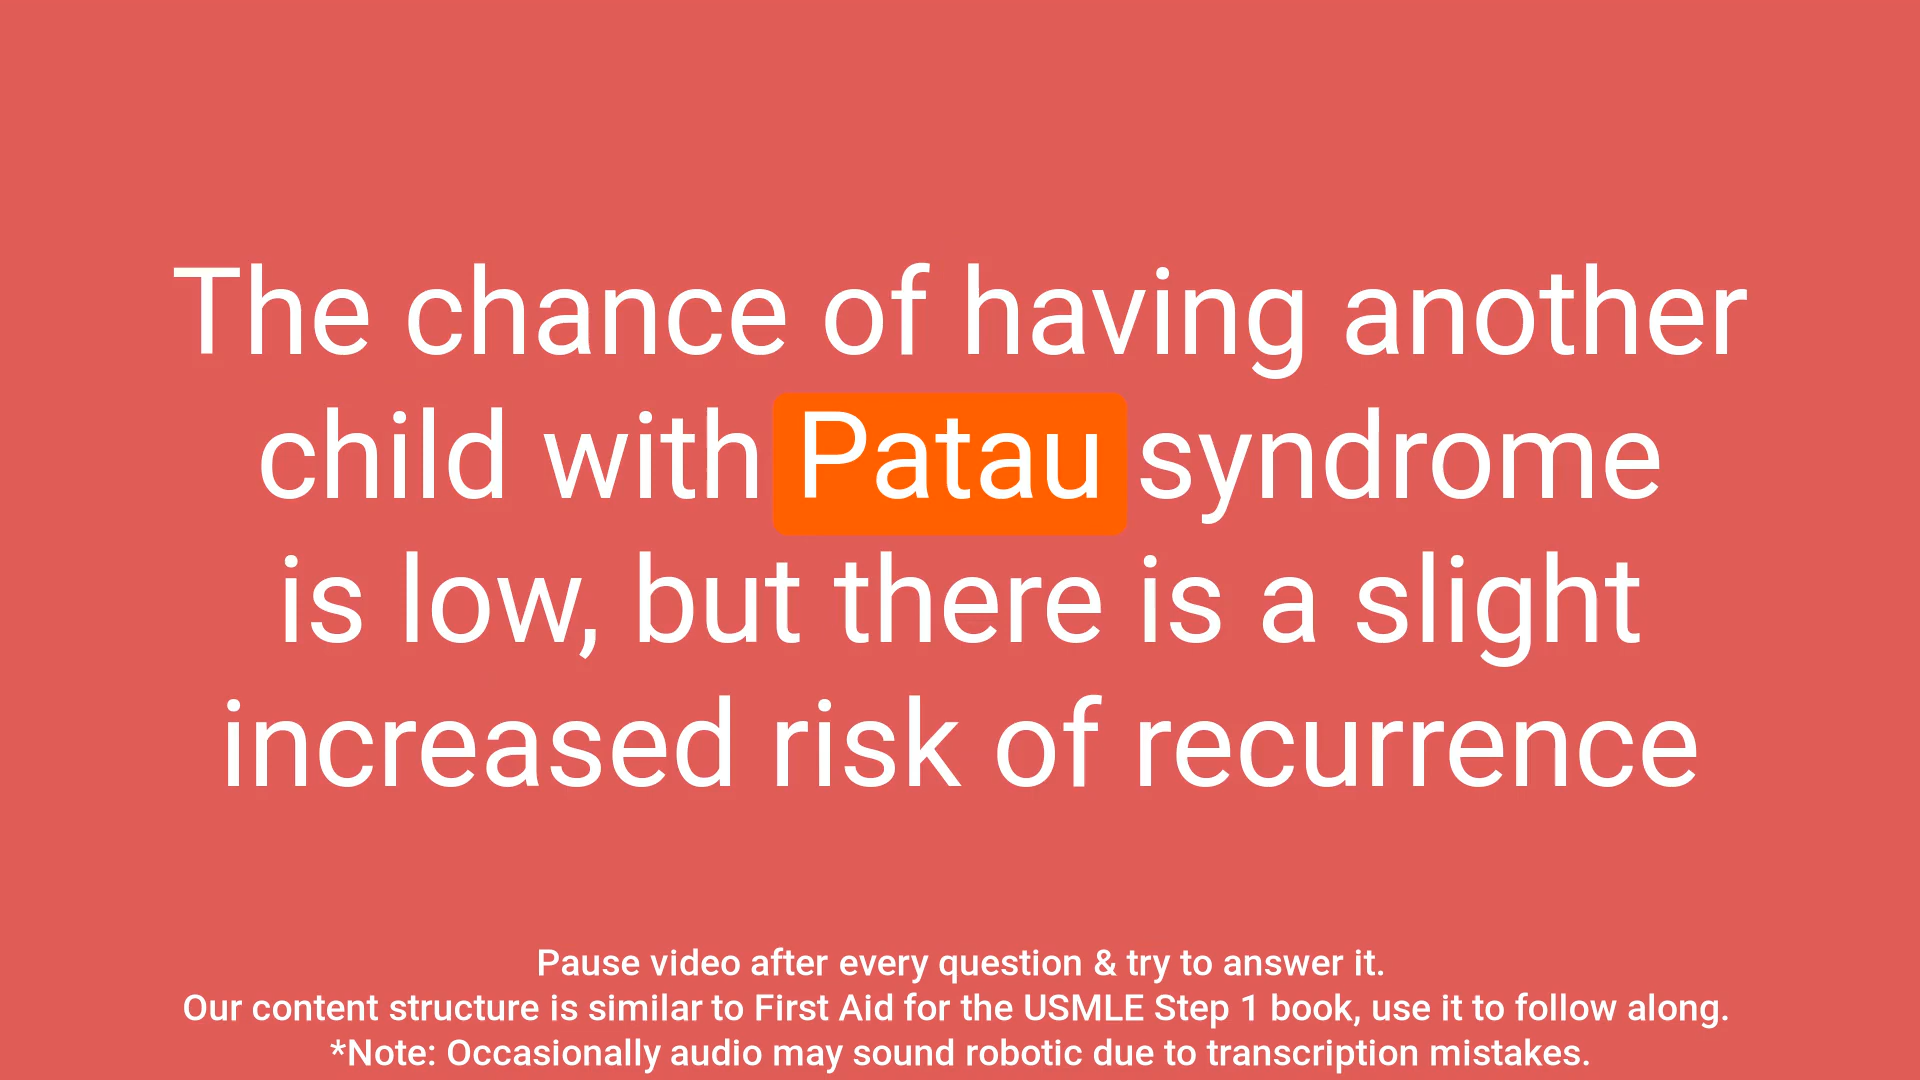 The chance of having another
child with Patau syndrome
is low, but there is a slight
increased risk of recurrence
Pause video after every question & try to answer it.
Our content structure is similar to First Aid for the USMLE Step 1 book, use it to follow along.
*Note: Occasionally audio may sound robotic due to transcription mistakes.